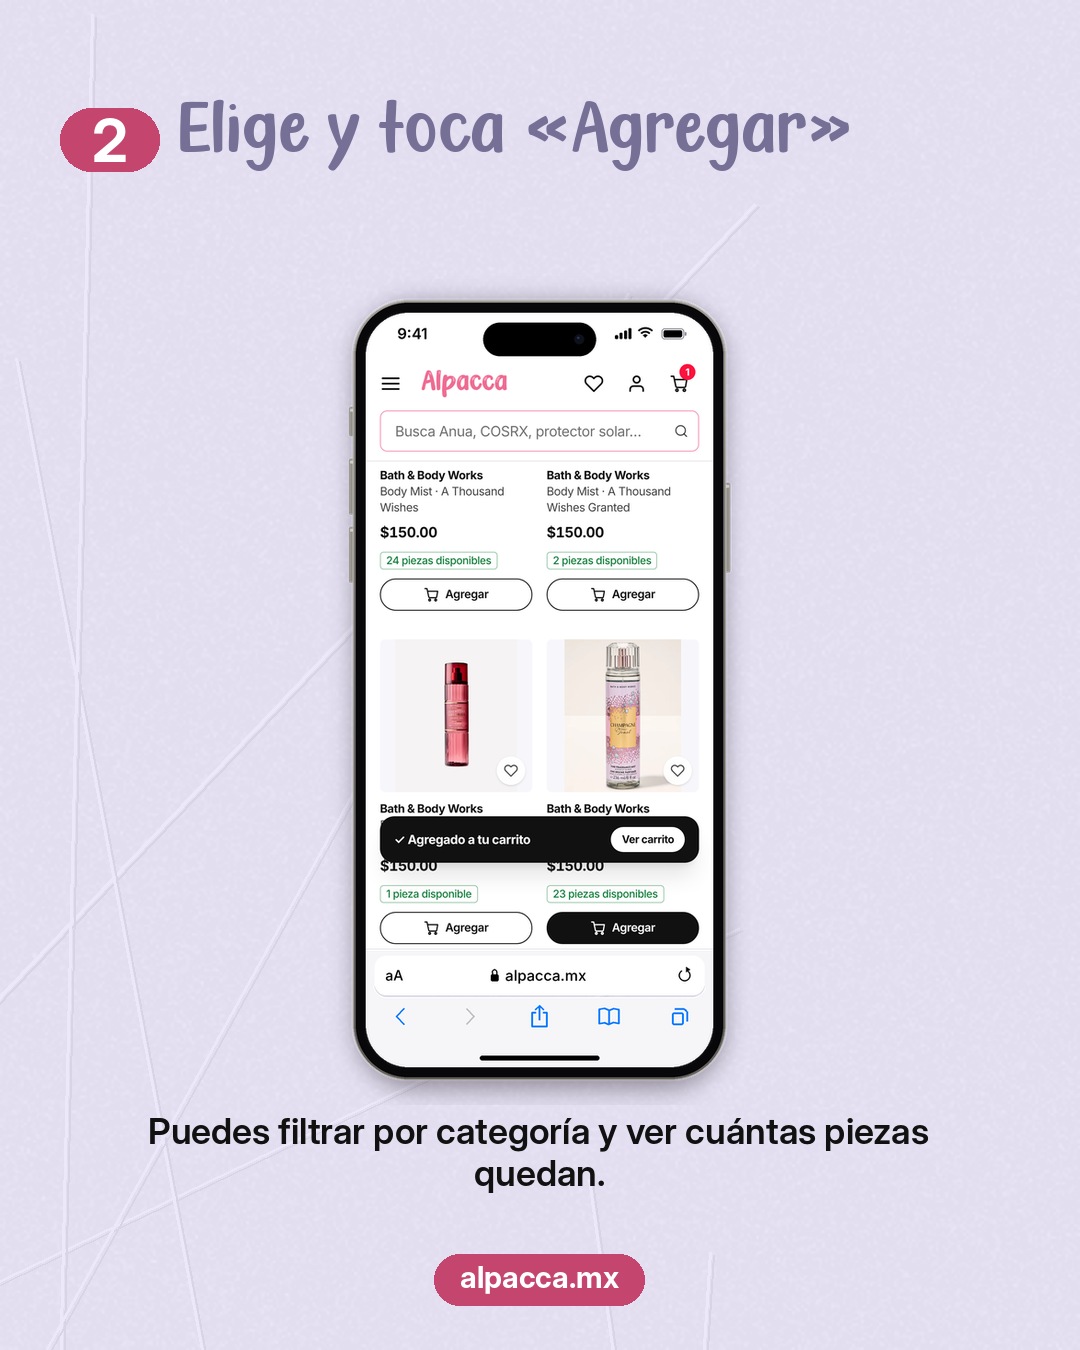 2 Elige y toca «Agregar»
9:41
Alpacca
1
Busca Anua, COSRX, protector solar...
Bath & Body Works Bath & Body Works
Body Mist · A Thousand Body Mist · A Thousand
Wishes Wishes Granted
$150.00 $150.00
24 piezas disponibles 2 piezas disponibles
Agregar Agregar
CHAMPAGNE
Bath & Body Works Bath & Body Works
✓ Agregado a tu carrito Ver carrito
$150.00 $150.00
1 pieza disponible 23 piezas disponibles
Agregar Agregar
aA alpacca.mx
Puedes filtrar por categoría y ver cuántas piezas
quedan.
alpacca.mx